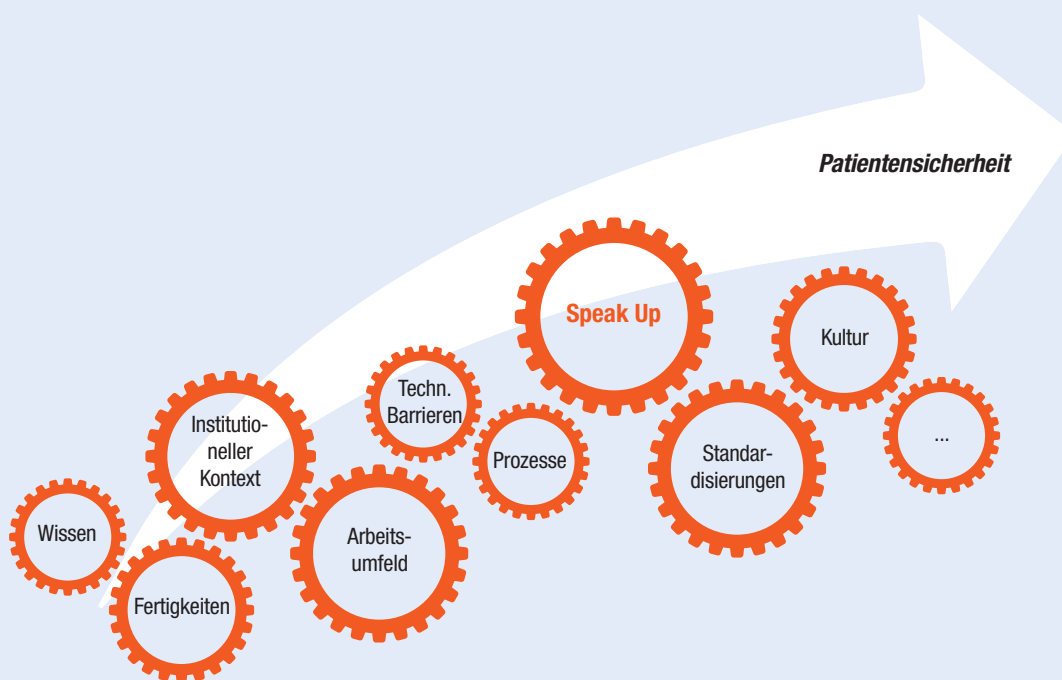 Patientensicherheit
Speak Up
Kultur
Techn.
Barrieren
Institutio-
neller
Kontext
Prozesse
Standar-
disierungen
...
Wissen
Arbeits-
umfeld
Fertigkeiten